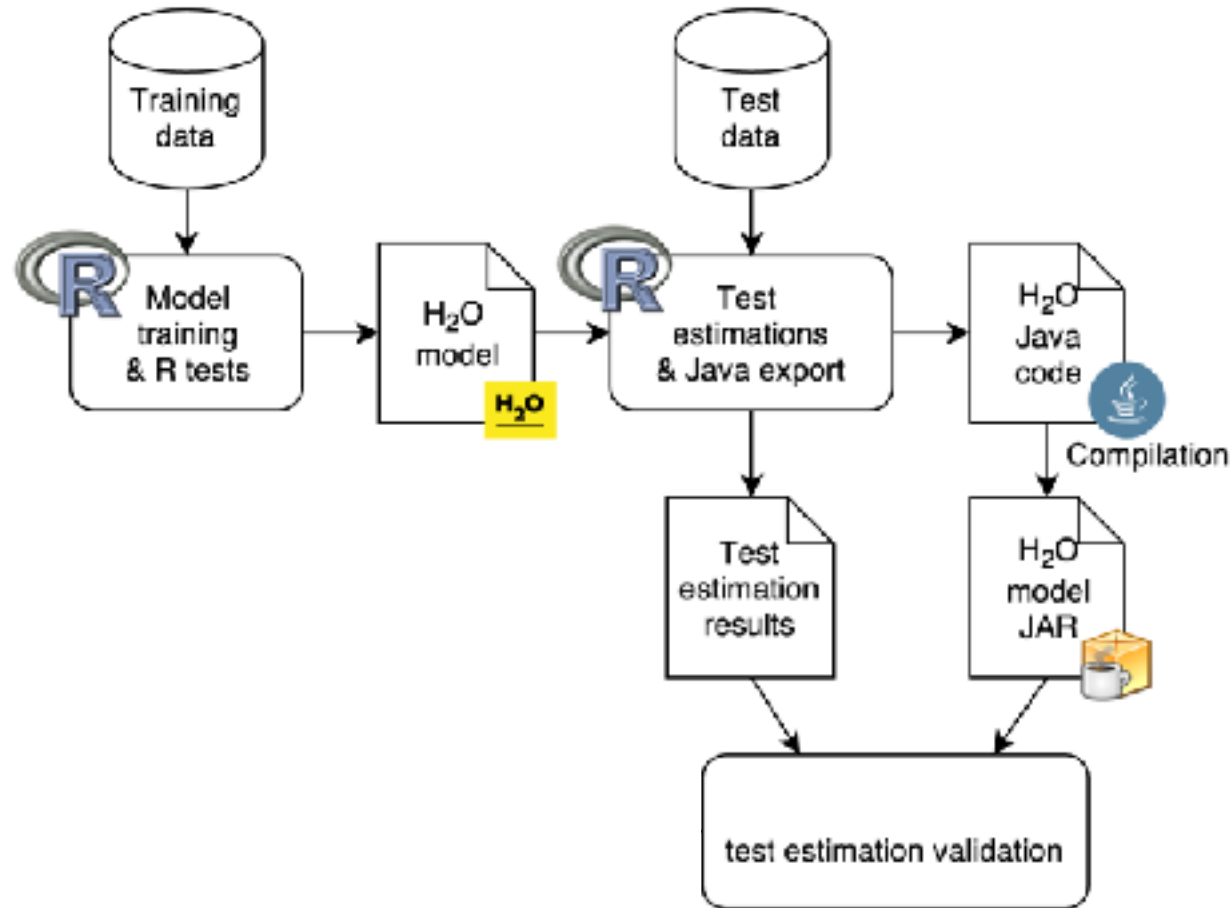 Training
data
Test
data
R
Model
training
& R tests
H₂O
model
H₂O
R
Test
estimations
& Java export
H₂O
Java
code
Compilation
Test
estimation
results
H₂O
model
JAR
test estimation validation